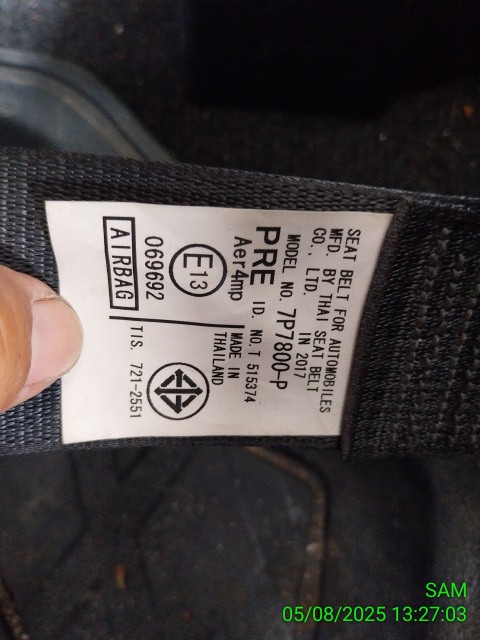 SEAT BELT FOR AUTOMOBILES
MFD. BY THAI SEAT BELT
CO., LTD. IN 2017
MODEL NO. 7P7800-P
PRE ID. NO. T 515374
Aer4mp
E13
069692
AIRBAG
MADE IN
THAILAND
TIS. 721-2551
SAM
05/08/2025 13:27:03